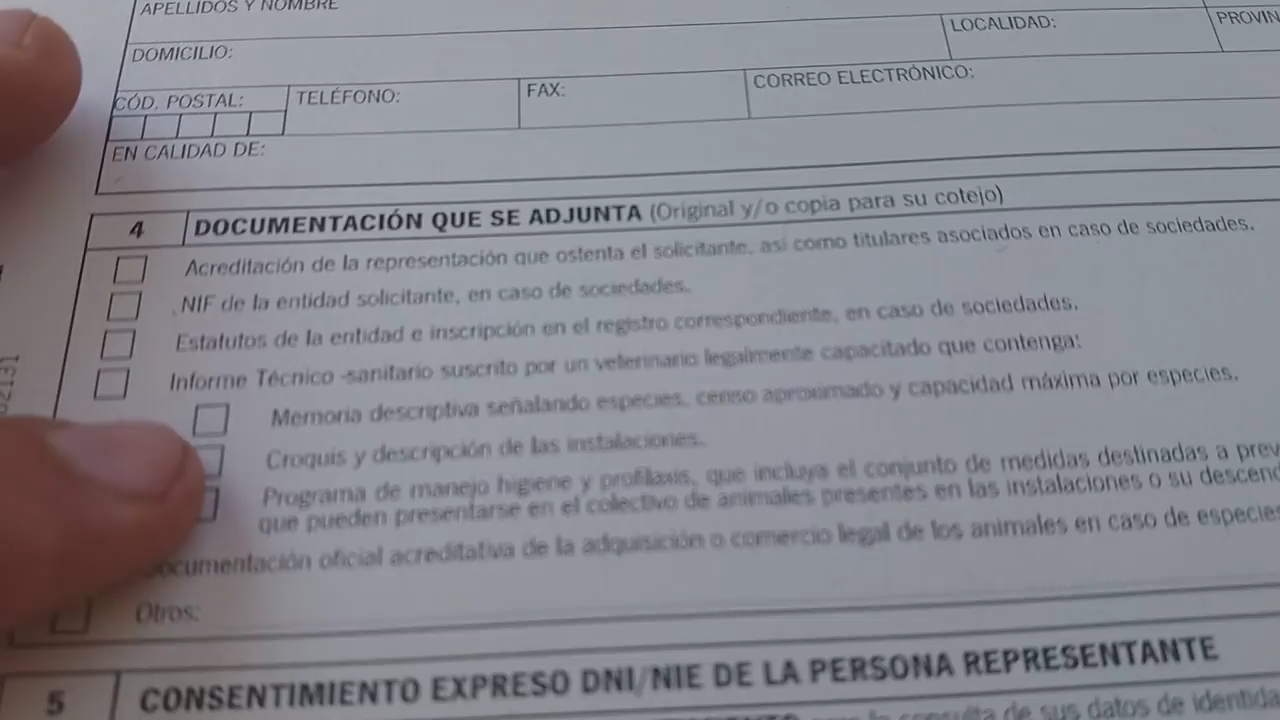 APELLIDOS Y NOMBRE
DOMICILIO:
LOCALIDAD:
PROVIN
CÓD. POSTAL:
TELÉFONO:
FAX:
CORREO ELECTRÓNICO:
EN CALIDAD DE:
4 DOCUMENTACIÓN QUE SE ADJUNTA (Original y/o copia para su cotejo)
Acreditación de la representación que ostenta el solicitante, así como titulares asociados en caso de sociedades.
NIF de la entidad solicitante, en caso de sociedades.
Estatutos de la entidad e inscripción en el registro correspondiente, en caso de sociedades.
Informe Técnico -sanitario suscrito por un veterinario legalmente capacitado que contenga:
Memoria descriptiva señalando especies, censo aproximado y capacidad máxima por especies.
Croquis y descripción de las instalaciones.
Programa de manejo higiene y profilaxis, que incluya el conjunto de medidas destinadas a prev
que pueden presentarse en el colectivo de animales presentes en las instalaciones o su descend
ocumentación oficial acreditativa de la adquisición o comercio legal de los animales en caso de especies
Otros:
5 CONSENTIMIENTO EXPRESO DNI/NIE DE LA PERSONA REPRESENTANTE
la consulta de sus datos de identida